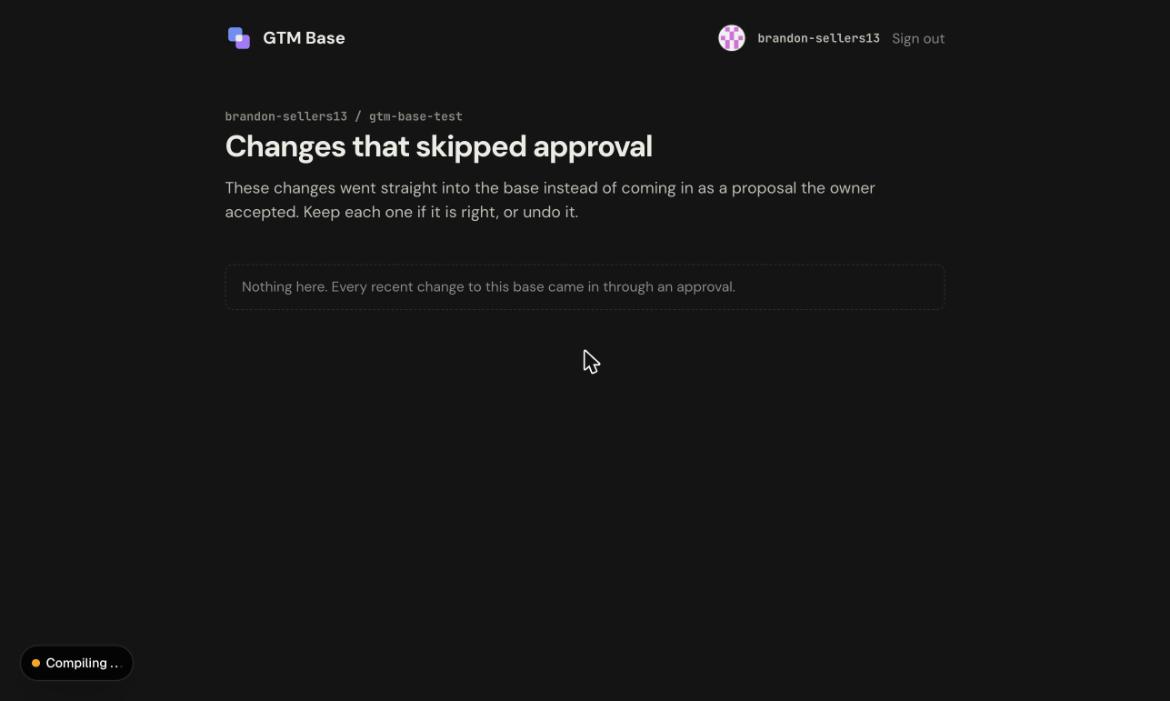 GTM Base
brandon-sellers13 Sign out
brandon-sellers13 / gtm-base-test
Changes that skipped approval
These changes went straight into the base instead of coming in as a proposal the owner
accepted. Keep each one if it is right, or undo it.
Nothing here. Every recent change to this base came in through an approval.
Compiling ...